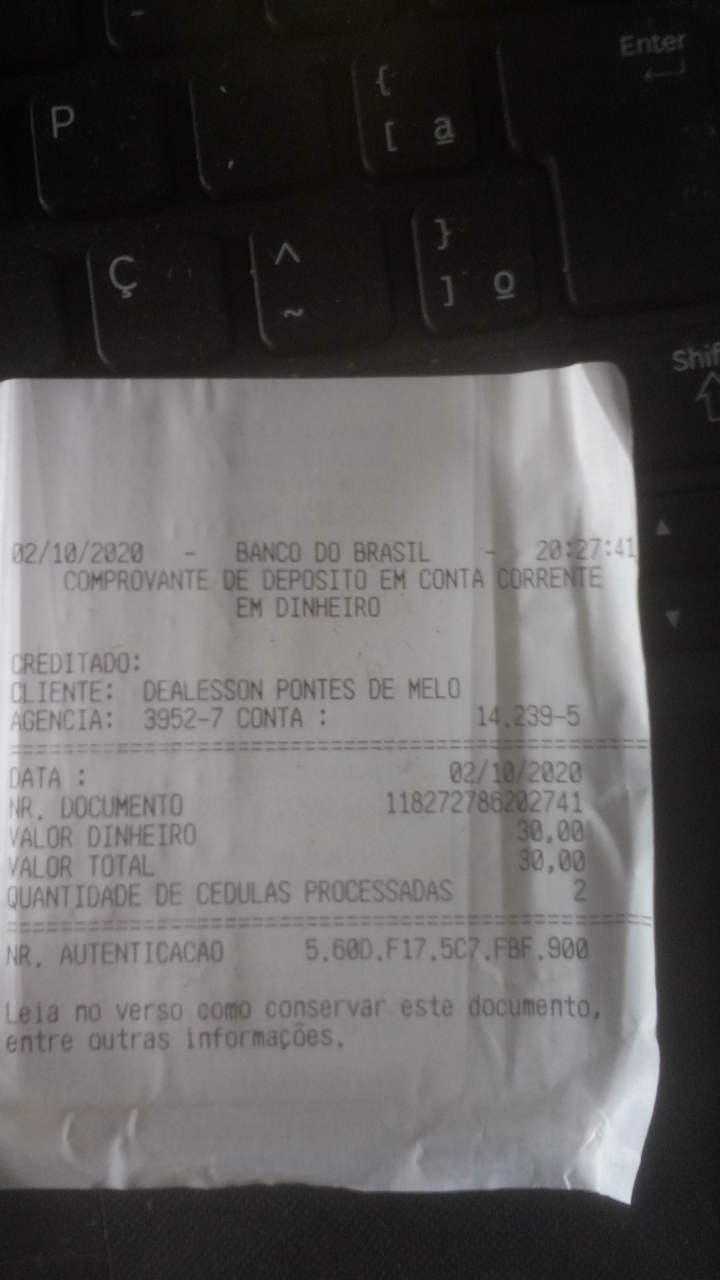 Enter
P
` {
´ [ ª
Ç ^ }
~ ] º
Shif
02/10/2020 - BANCO DO BRASIL - 20:27:41
COMPROVANTE DE DEPOSITO EM CONTA CORRENTE
EM DINHEIRO
CREDITADO:
CLIENTE: DEALESSON PONTES DE MELO
AGENCIA: 3952-7 CONTA : 14.239-5
================================================
DATA : 02/10/2020
NR. DOCUMENTO 118272786202741
VALOR DINHEIRO 30,00
VALOR TOTAL 30,00
QUANTIDADE DE CEDULAS PROCESSADAS 2
================================================
NR. AUTENTICACAO 5.60D.F17.5C7.FBF.900
Leia no verso como conservar este documento,
entre outras informações.